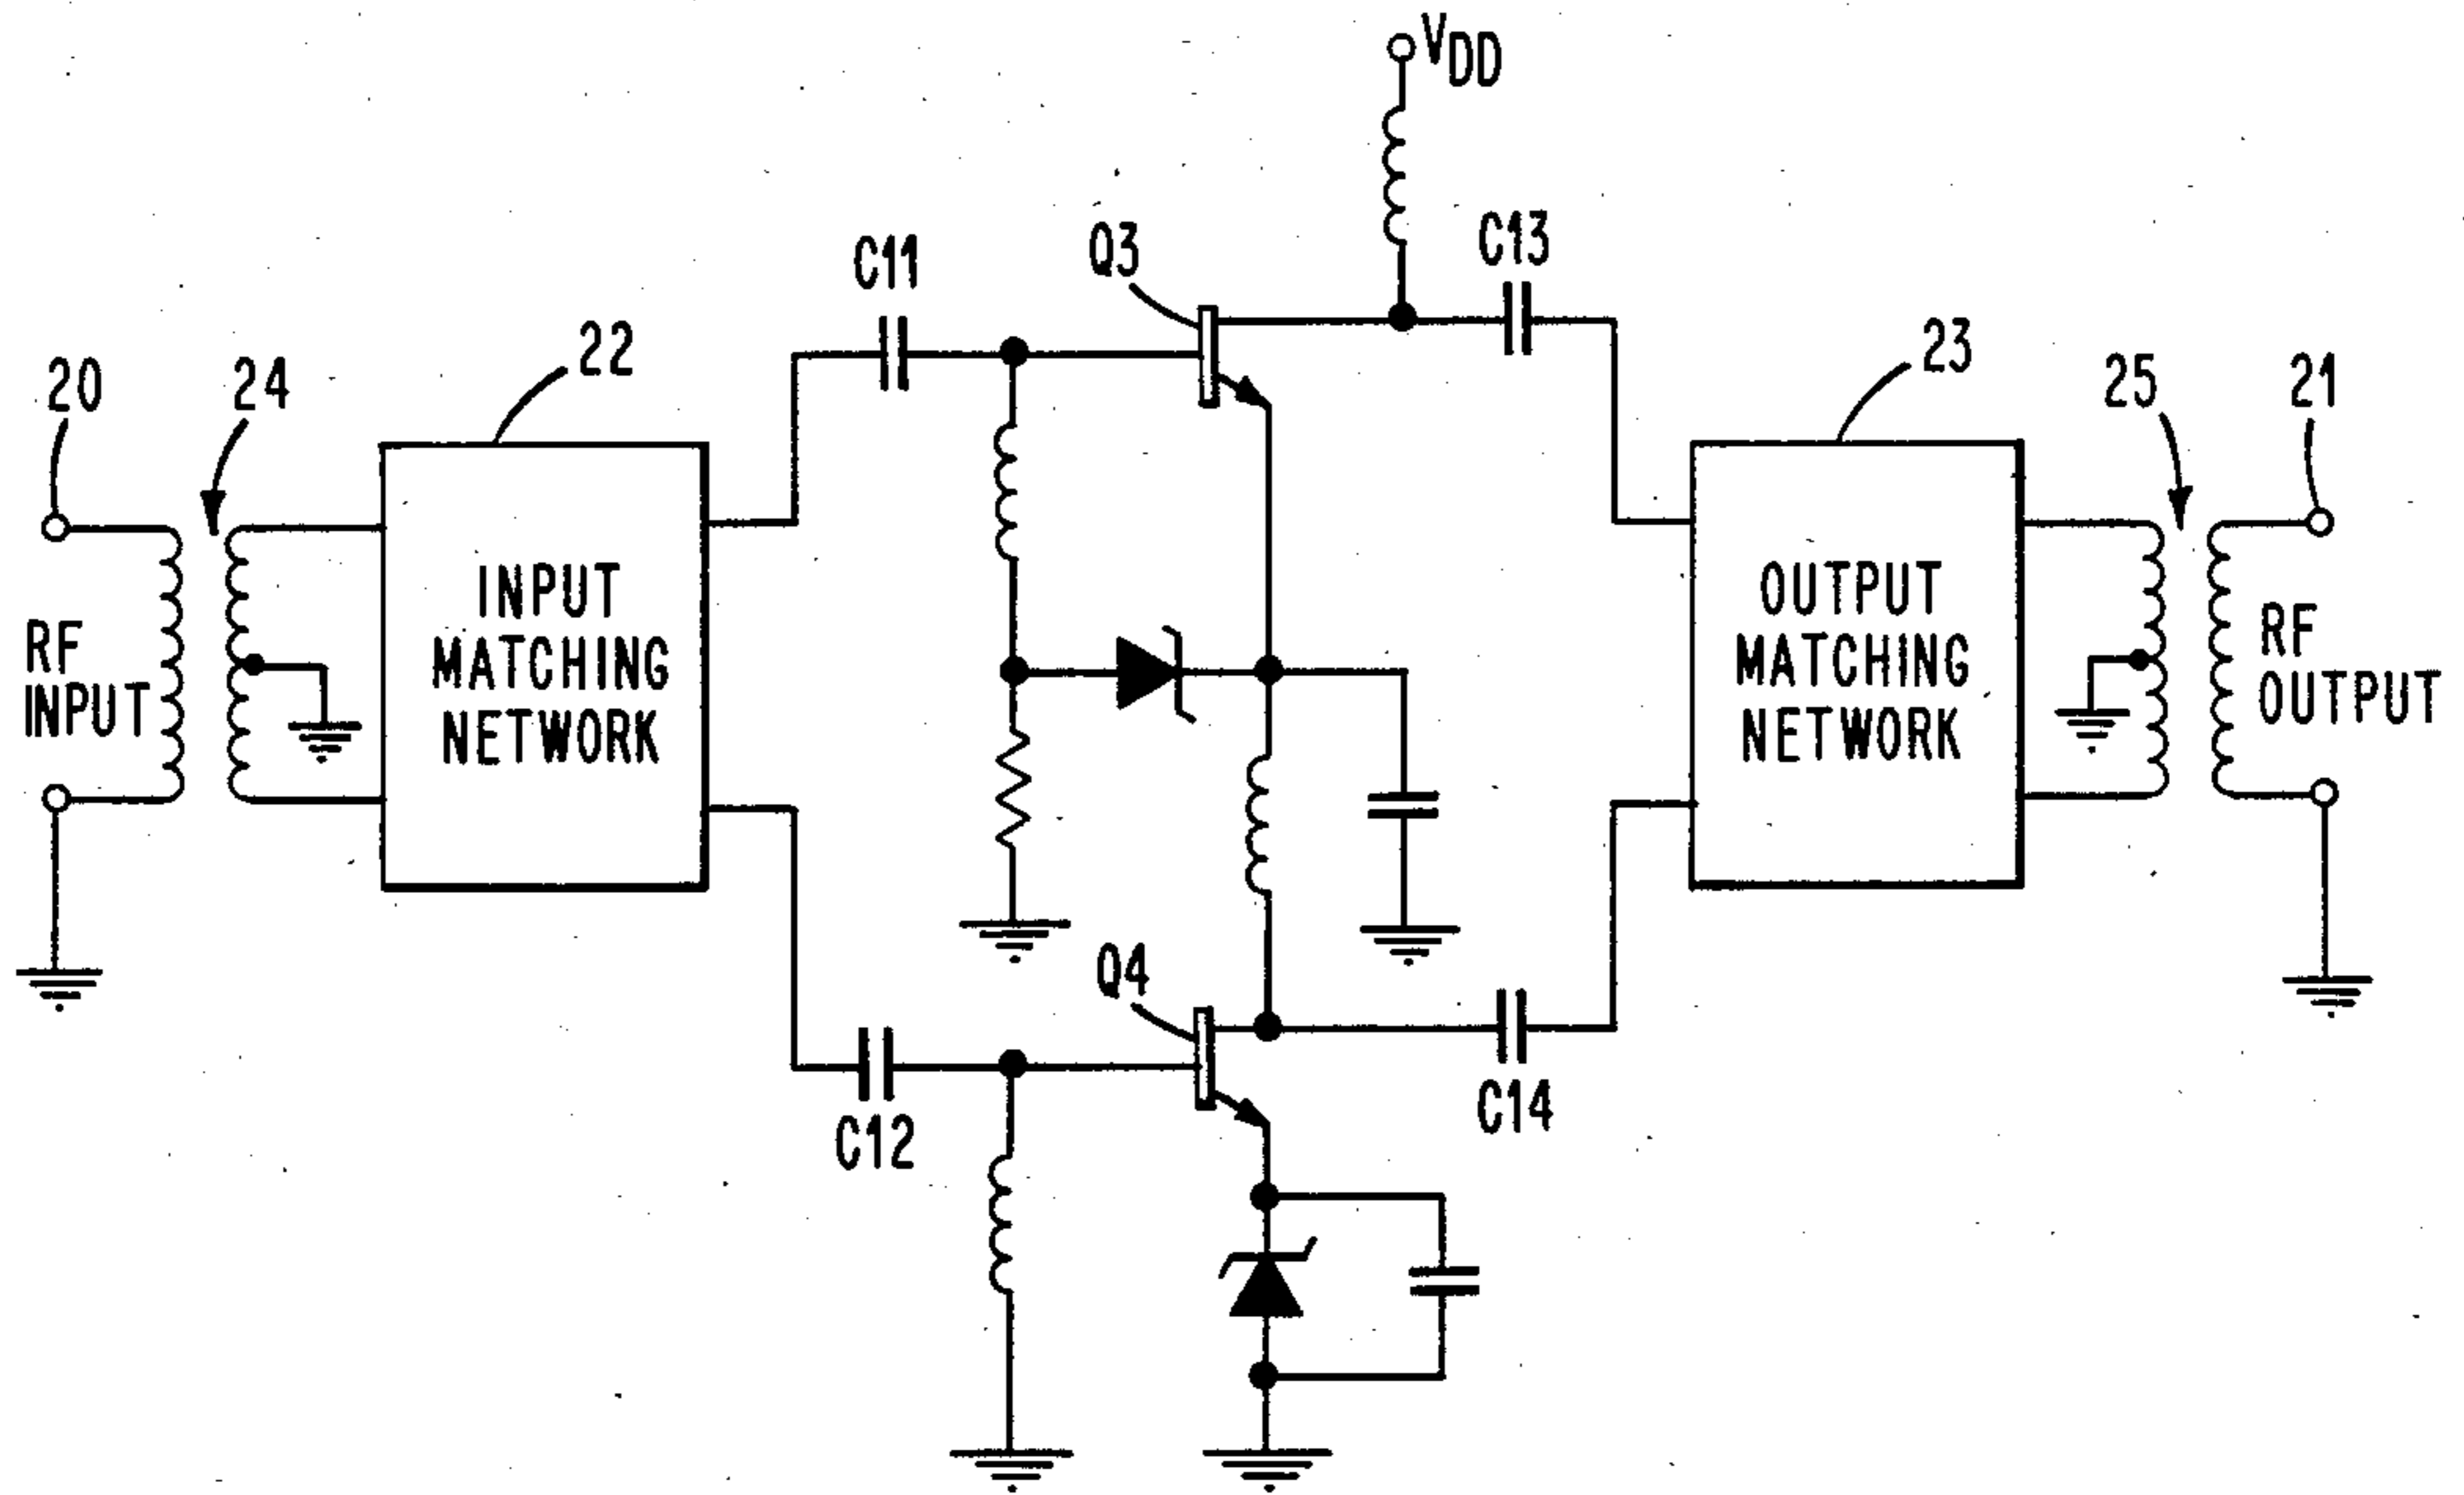 VDD
C13
Q3
C11
22
23
20
24
25
21
INPUT
MATCHING
NETWORK
OUTPUT
MATCHING
NETWORK
RF
INPUT
RF
OUTPUT
Q4
C14
C12